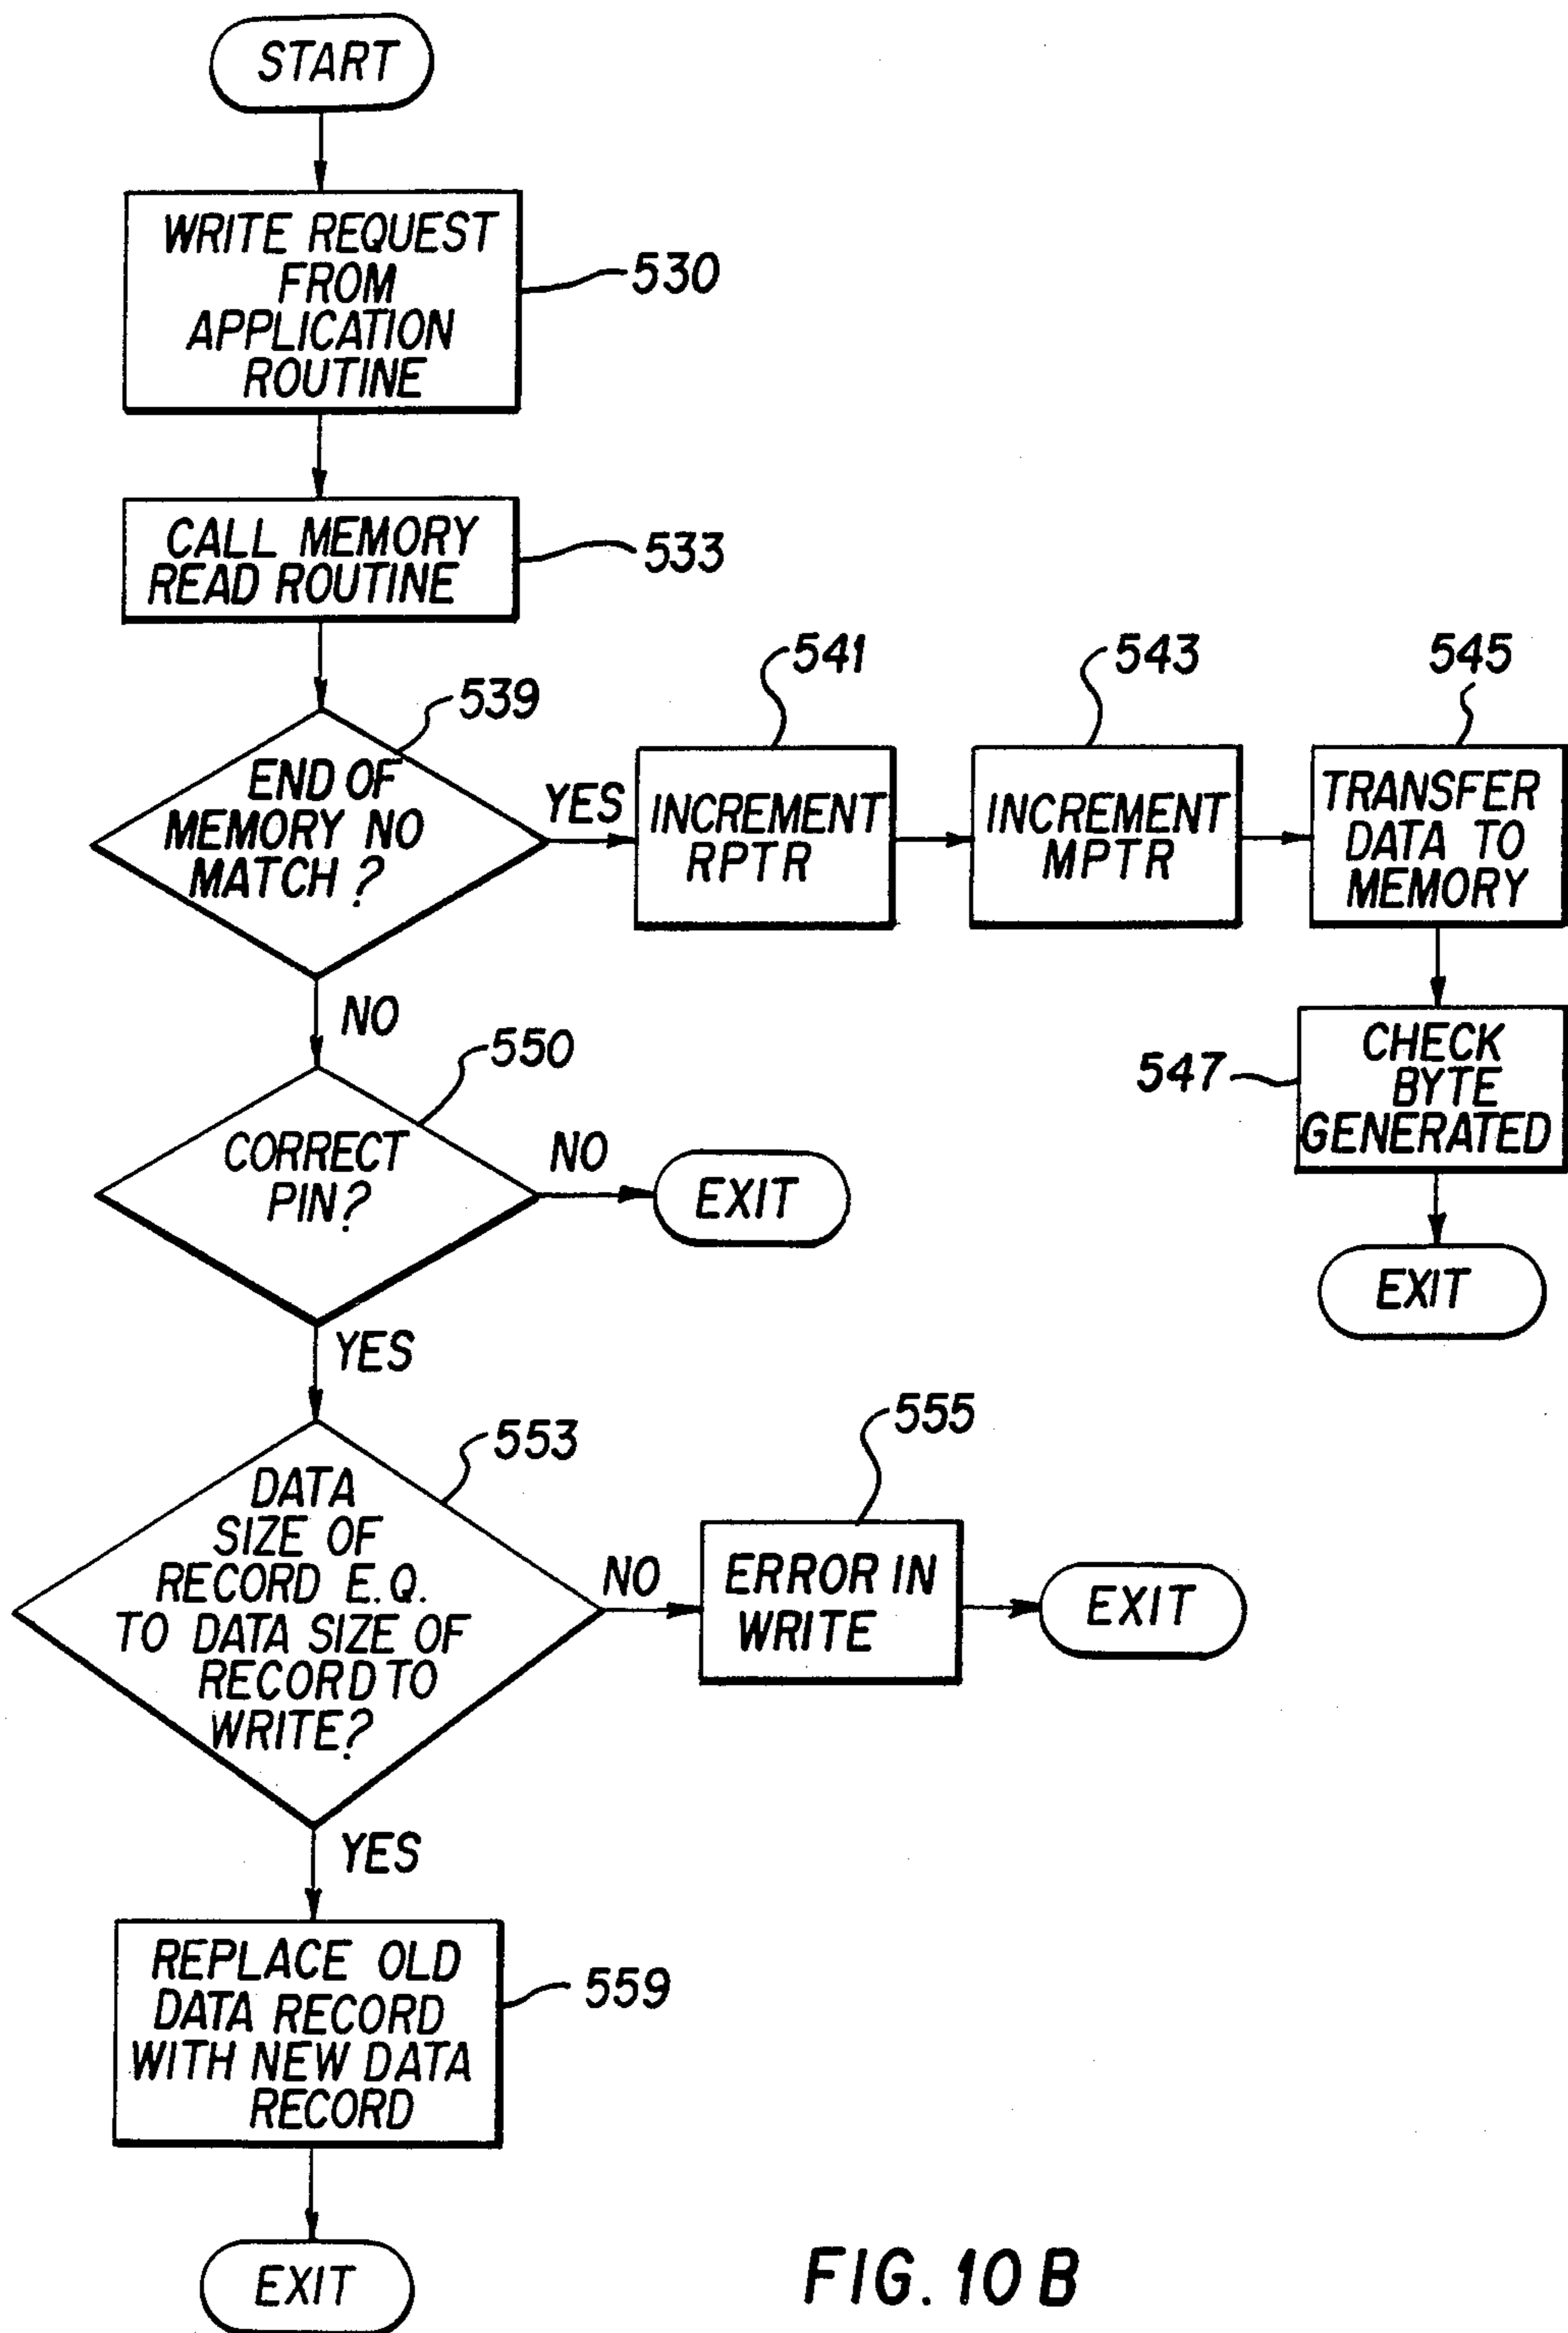 START
WRITE REQUEST
FROM
APPLICATION
ROUTINE
530
CALL MEMORY
READ ROUTINE
533
539
END OF
MEMORY NO
MATCH?
YES
541
INCREMENT
RPTR
543
INCREMENT
MPTR
545
TRANSFER
DATA TO
MEMORY
547
CHECK
BYTE
GENERATED
EXIT
NO
550
CORRECT
PIN?
NO
EXIT
YES
553
DATA
SIZE OF
RECORD E.Q.
TO DATA SIZE OF
RECORD TO
WRITE?
NO
555
ERROR IN
WRITE
EXIT
YES
REPLACE OLD
DATA RECORD
WITH NEW DATA
RECORD
559
EXIT
FIG. 10 B